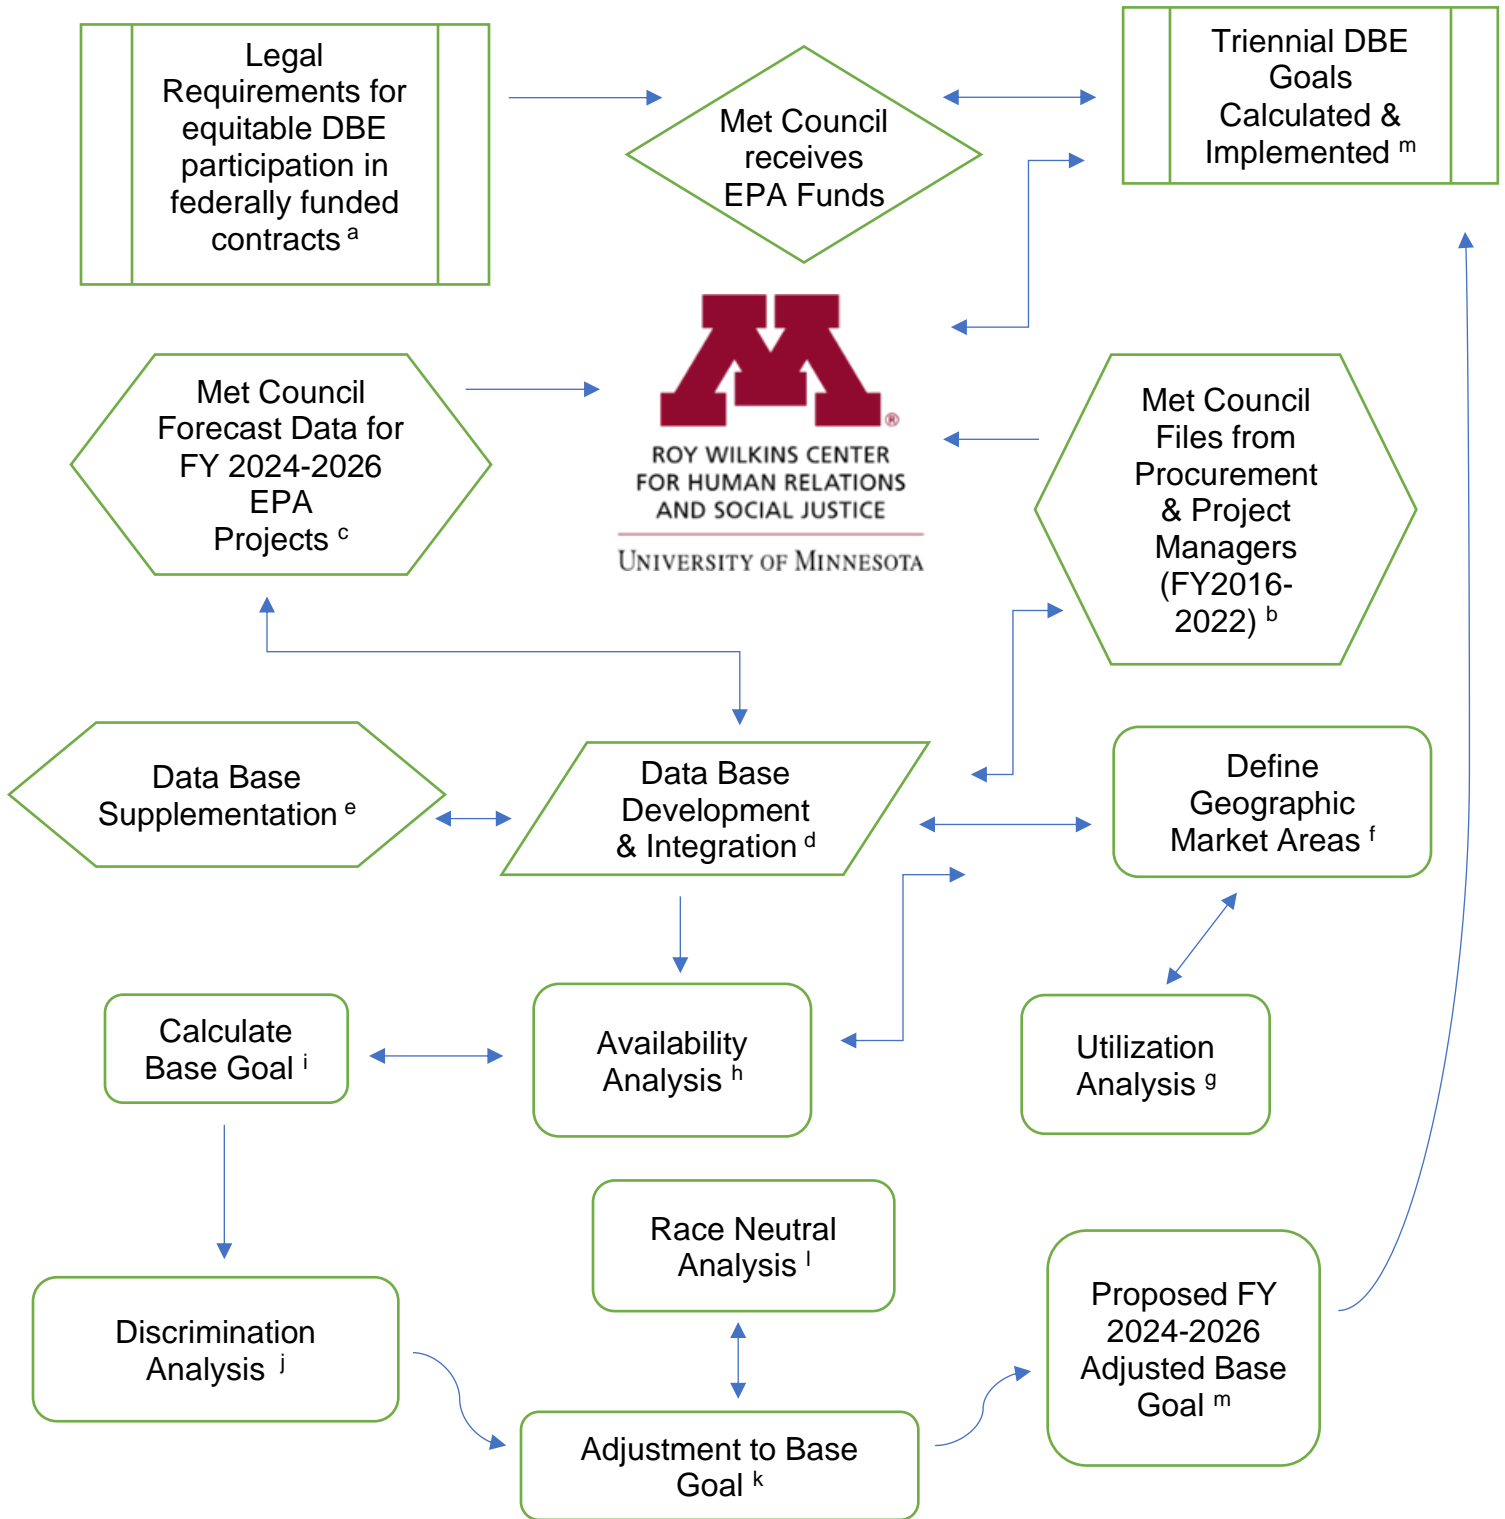 Legal
Requirements for
equitable DBE
participation in
federally funded
contracts a
Met Council
receives
EPA Funds
Triennial DBE
Goals
Calculated &
Implemented m
Met Council
Forecast Data for
FY 2024-2026
EPA
Projects c
®
ROY WILKINS CENTER
FOR HUMAN RELATIONS
AND SOCIAL JUSTICE
UNIVERSITY OF MINNESOTA
Met Council
Files from
Procurement
& Project
Managers
(FY2016-
2022) b
Data Base
Supplementation e
Data Base
Development
& Integration d
Define
Geographic
Market Areas f
Calculate
Base Goal i
Availability
Analysis h
Utilization
Analysis g
Race Neutral
Analysis l
Discrimination
Analysis j
Adjustment to Base
Goal k
Proposed FY
2024-2026
Adjusted Base
Goal m